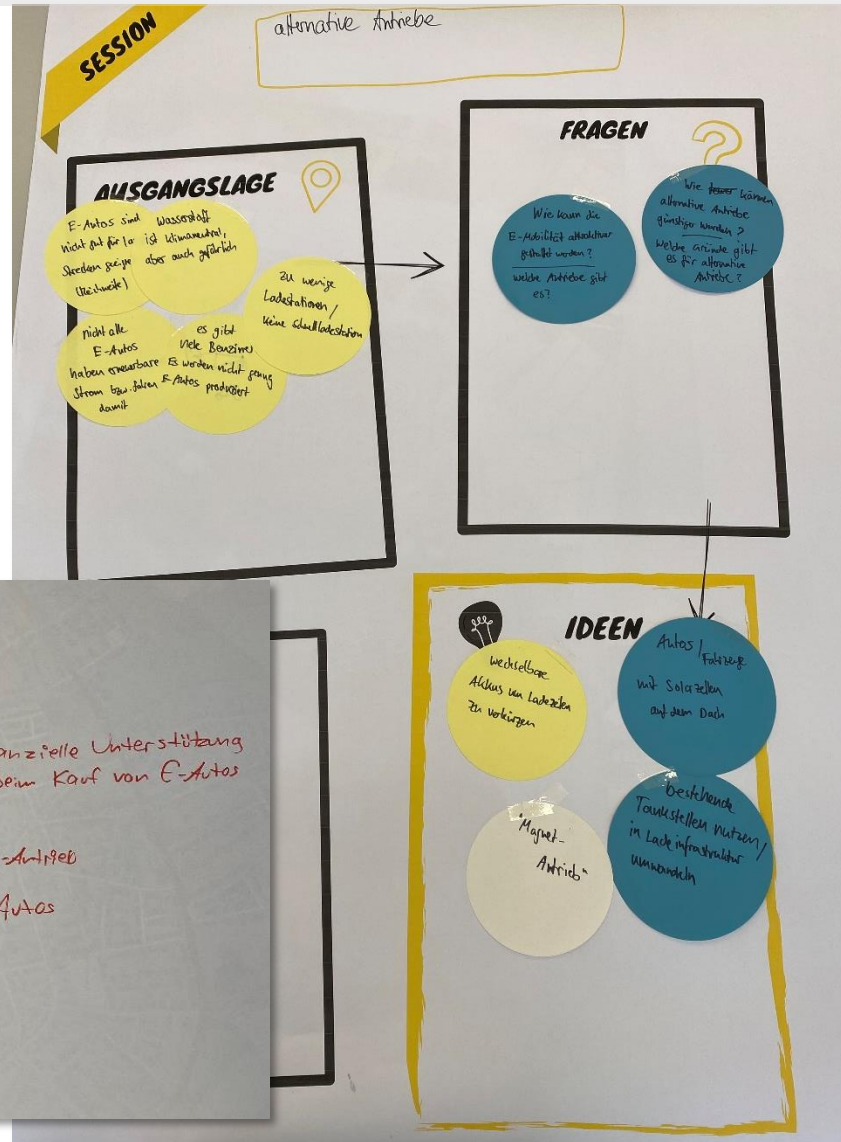 SESSION
alternative Antriebe
AUSGANGSLAGE
E-Autos sind
nicht gut für la
Strecken geeigne
(Reichweite)
Wasserstoff
ist klimaneutral,
aber auch gefährlich
zu wenige
Ladestationen /
keine Schnellladestation
nicht alle
E-Autos
haben erneuerbare
Strom bzw. fahren
damit
es gibt
viele Benziner
Es werden nicht genug
E-Autos produziert
FRAGEN
Wie kann die
E-Mobilität attraktiver
gestaltet werden?
welche Antriebe gibt
es?
Wie können
alternative Antriebe
günstiger werden?
Welche Gründe gibt
es für alternative
Antriebe?
IDEEN
wechselbare
Akkus um Ladezeiten
zu verkürzen
Autos / Fahrzeuge
mit Solarzellen
auf dem Dach
"Magnet-
Antrieb"
bestehende
Tankstellen nutzen /
in Ladeinfrastruktur
umwandeln
anzielle Unterstützung
beim Kauf von E-Autos
-Antrieb
Autos